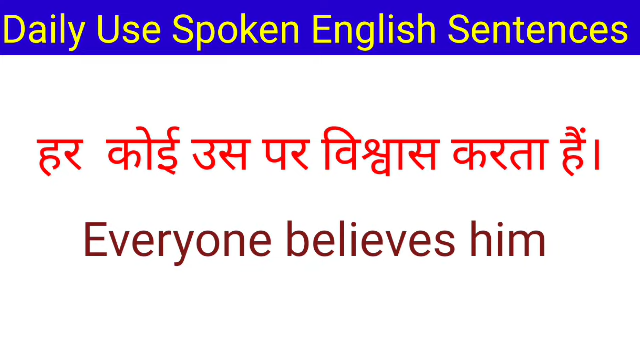 Daily Use Spoken English Sentences
हर कोई उस पर विश्वास करता हैं।
Everyone believes him